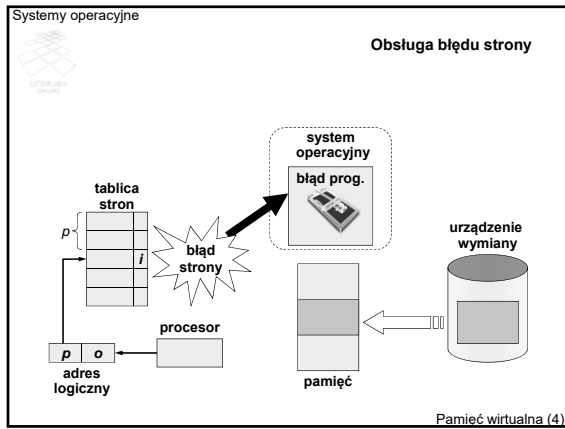 Systemy operacyjne
Obsługa błędu strony
system
operacyjny
błąd prog.
tablica
stron
p
i
błąd
strony
urządzenie
wymiany
procesor
p o
adres
logiczny
pamięć
Pamięć wirtualna (4)